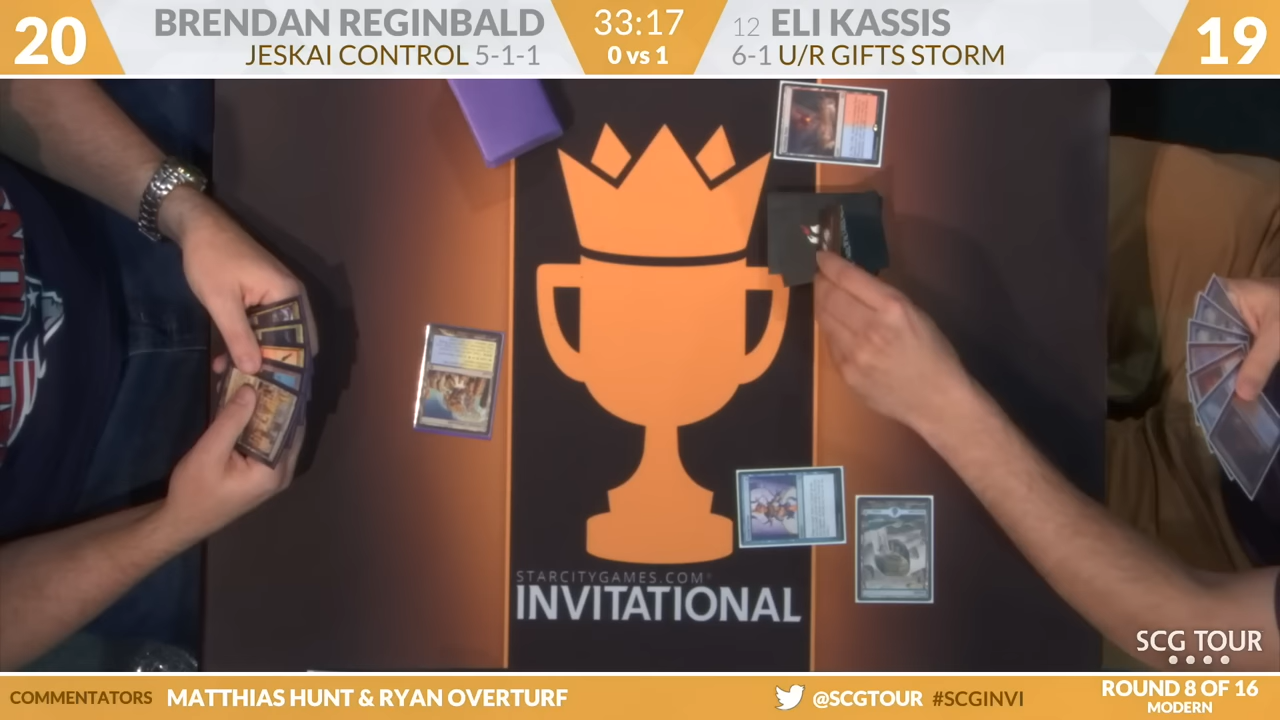 20
BRENDAN REGINBALD
JESKAI CONTROL 5-1-1
33:17
0 vs 1
12 ELI KASSIS
6-1 U/R GIFTS STORM
19
STARCITYGAMES.COM®
INVITATIONAL
SCG TOUR
COMMENTATORS MATTHIAS HUNT & RYAN OVERTURF
@SCGTOUR #SCGINVI
ROUND 8 OF 16
MODERN